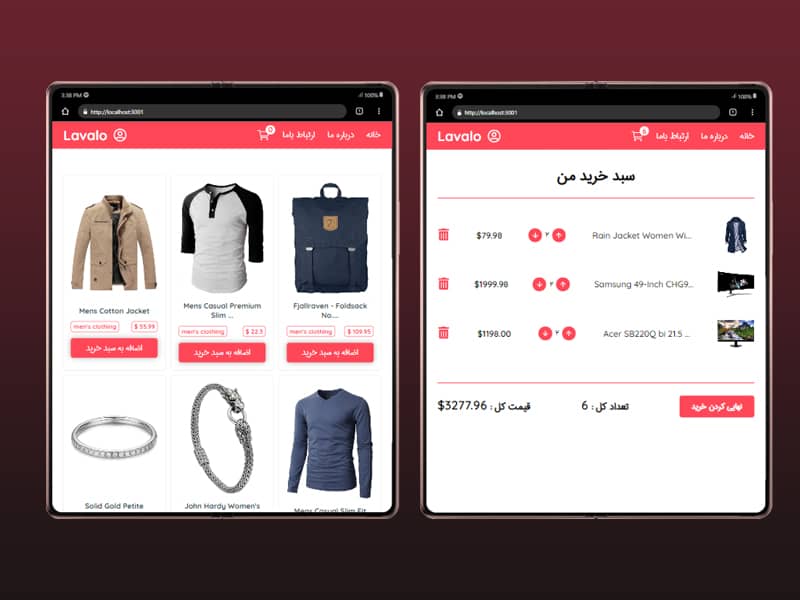 3:38 PM
100%
http://localhost:3001
Lavalo
0
ارتباط باما
درباره ما
خانه
Mens Cotton Jacket
men's clothing
$ 55.99
اضافه به سبد خرید
Mens Casual Premium
Slim ...
men's clothing
$ 22.3
اضافه به سبد خرید
Fjallraven - Foldsack
No....
men's clothing
$ 109.95
اضافه به سبد خرید
Solid Gold Petite
John Hardy Women's
Mens Casual Slim Fit
3:38 PM
100%
http://localhost:3001
Lavalo
6
ارتباط باما
درباره ما
خانه
سبد خرید من
$79.98
۲
Rain Jacket Women Wi...
$1999.98
۲
Samsung 49-Inch CHG9...
$1198.00
۲
Acer SB220Q bi 21.5 ...
قیمت کل : $3277.96
تعداد کل : 6
نهایی کردن خرید